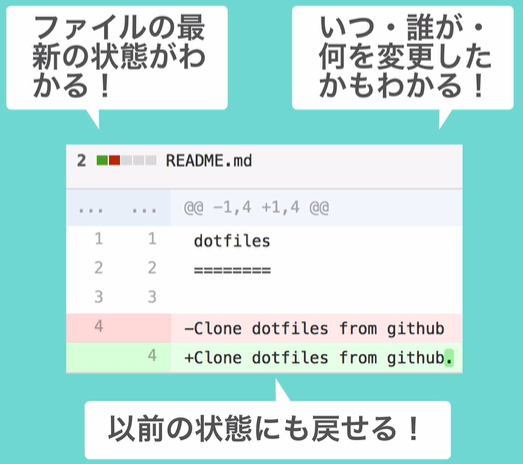 ファイルの最
新の状態がわ
かる！
いつ・誰が・
何を変更した
かもわかる！
2 README.md
... ... @@ -1,4 +1,4 @@
1 1 dotfiles
2 2 ========
3 3
4 -Clone dotfiles from github
4 +Clone dotfiles from github.
以前の状態にも戻せる！